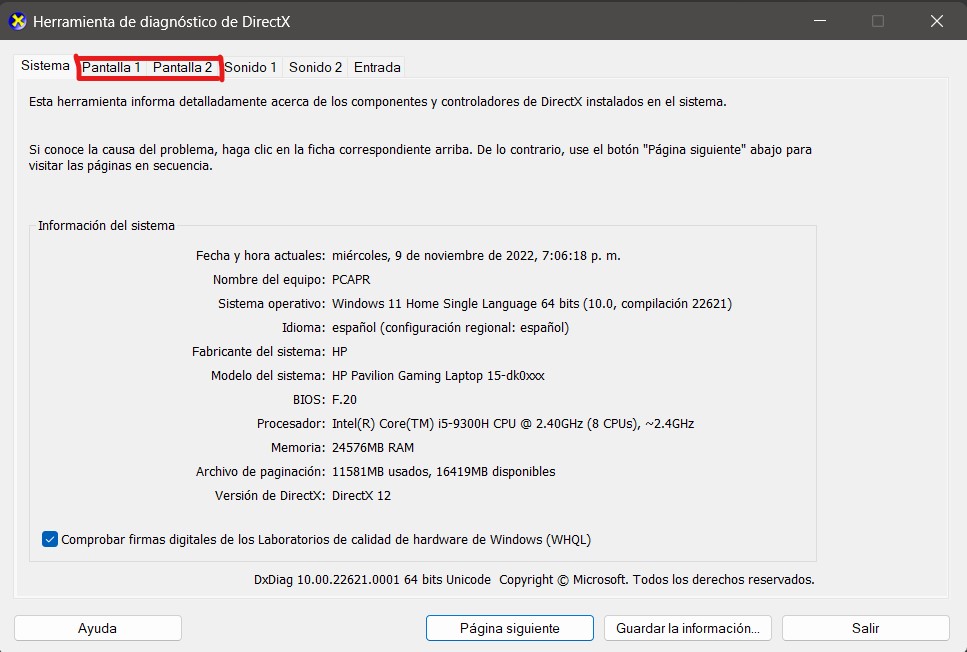 Herramienta de diagnóstico de DirectX
Sistema Pantalla 1 Pantalla 2 Sonido 1 Sonido 2 Entrada
Esta herramienta informa detalladamente acerca de los componentes y controladores de DirectX instalados en el sistema.
Si conoce la causa del problema, haga clic en la ficha correspondiente arriba. De lo contrario, use el botón "Página siguiente" abajo para
visitar las páginas en secuencia.
Información del sistema
Fecha y hora actuales: miércoles, 9 de noviembre de 2022, 7:06:18 p. m.
Nombre del equipo: PCAPR
Sistema operativo: Windows 11 Home Single Language 64 bits (10.0, compilación 22621)
Idioma: español (configuración regional: español)
Fabricante del sistema: HP
Modelo del sistema: HP Pavilion Gaming Laptop 15-dk0xxx
BIOS: F.20
Procesador: Intel(R) Core(TM) i5-9300H CPU @ 2.40GHz (8 CPUs), ~2.4GHz
Memoria: 24576MB RAM
Archivo de paginación: 11581MB usados, 16419MB disponibles
Versión de DirectX: DirectX 12
Comprobar firmas digitales de los Laboratorios de calidad de hardware de Windows (WHQL)
DxDiag 10.00.22621.0001 64 bits Unicode Copyright © Microsoft. Todos los derechos reservados.
Ayuda Página siguiente Guardar la información... Salir